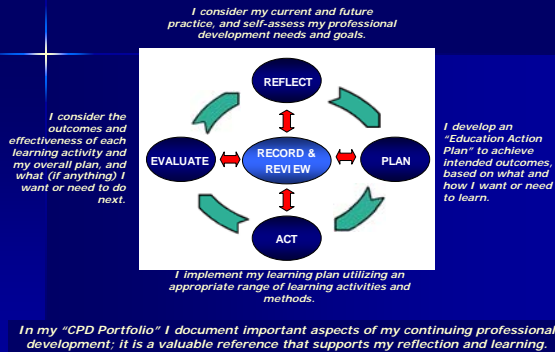 I consider my current and future
practice, and self-assess my professional
development needs and goals.
REFLECT
I consider the
outcomes and
effectiveness of each
learning activity and
my overall plan, and
what (if anything) I
want or need to do
next.
EVALUATE
RECORD &
REVIEW
PLAN
I develop an
"Education Action
Plan" to achieve
intended outcomes,
based on what and
how I want or need
to learn.
ACT
I implement my learning plan utilizing an
appropriate range of learning activities and
methods.
In my "CPD Portfolio" I document important aspects of my continuing professional
development; it is a valuable reference that supports my reflection and learning.